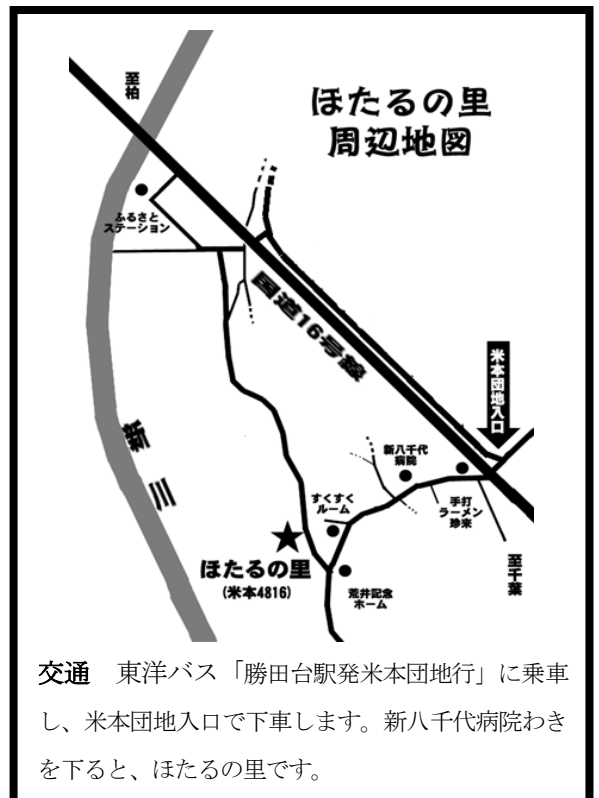 至柏
ほたるの里
周辺地図
ふるさと
ステーション
国道16号線
米本団地入口
新川
新八千代
病院
手打
ラーメン
珍来
すくすく
ルーム
至千葉
ほたるの里
(米本4816)
荒井記念
ホーム
交通 東洋バス「勝田台駅発米本団地行」に乗車
し、米本団地入口で下車します。新八千代病院わき
を下ると、ほたるの里です。